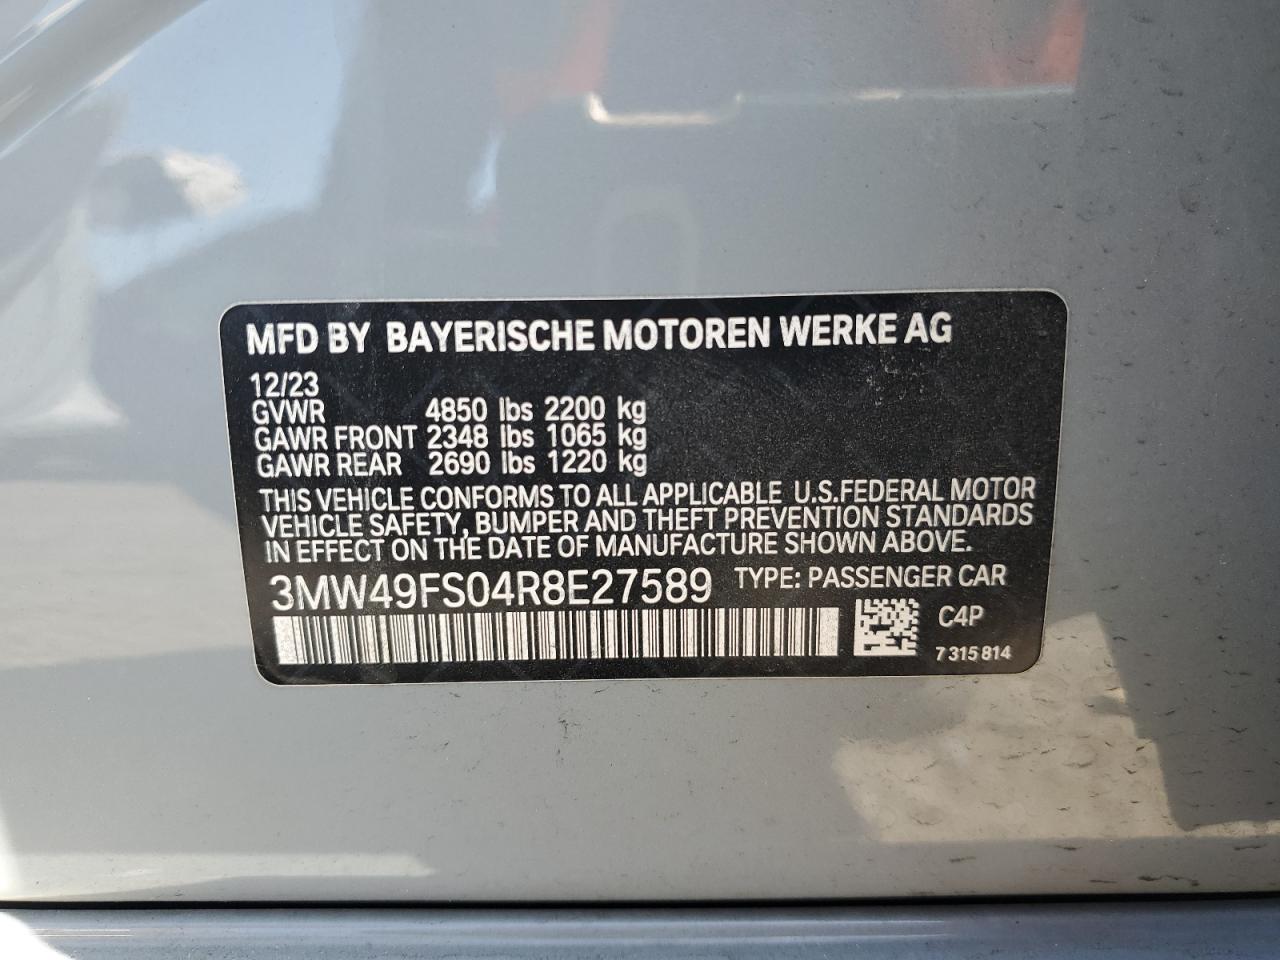 MFD BY BAYERISCHE MOTOREN WERKE AG
12/23
GVWR 4850 lbs 2200 kg
GAWR FRONT 2348 lbs 1065 kg
GAWR REAR 2690 lbs 1220 kg
THIS VEHICLE CONFORMS TO ALL APPLICABLE U.S.FEDERAL MOTOR
VEHICLE SAFETY, BUMPER AND THEFT PREVENTION STANDARDS
IN EFFECT ON THE DATE OF MANUFACTURE SHOWN ABOVE.
3MW49FS04R8E27589 TYPE: PASSENGER CAR
C4P
7 315 814